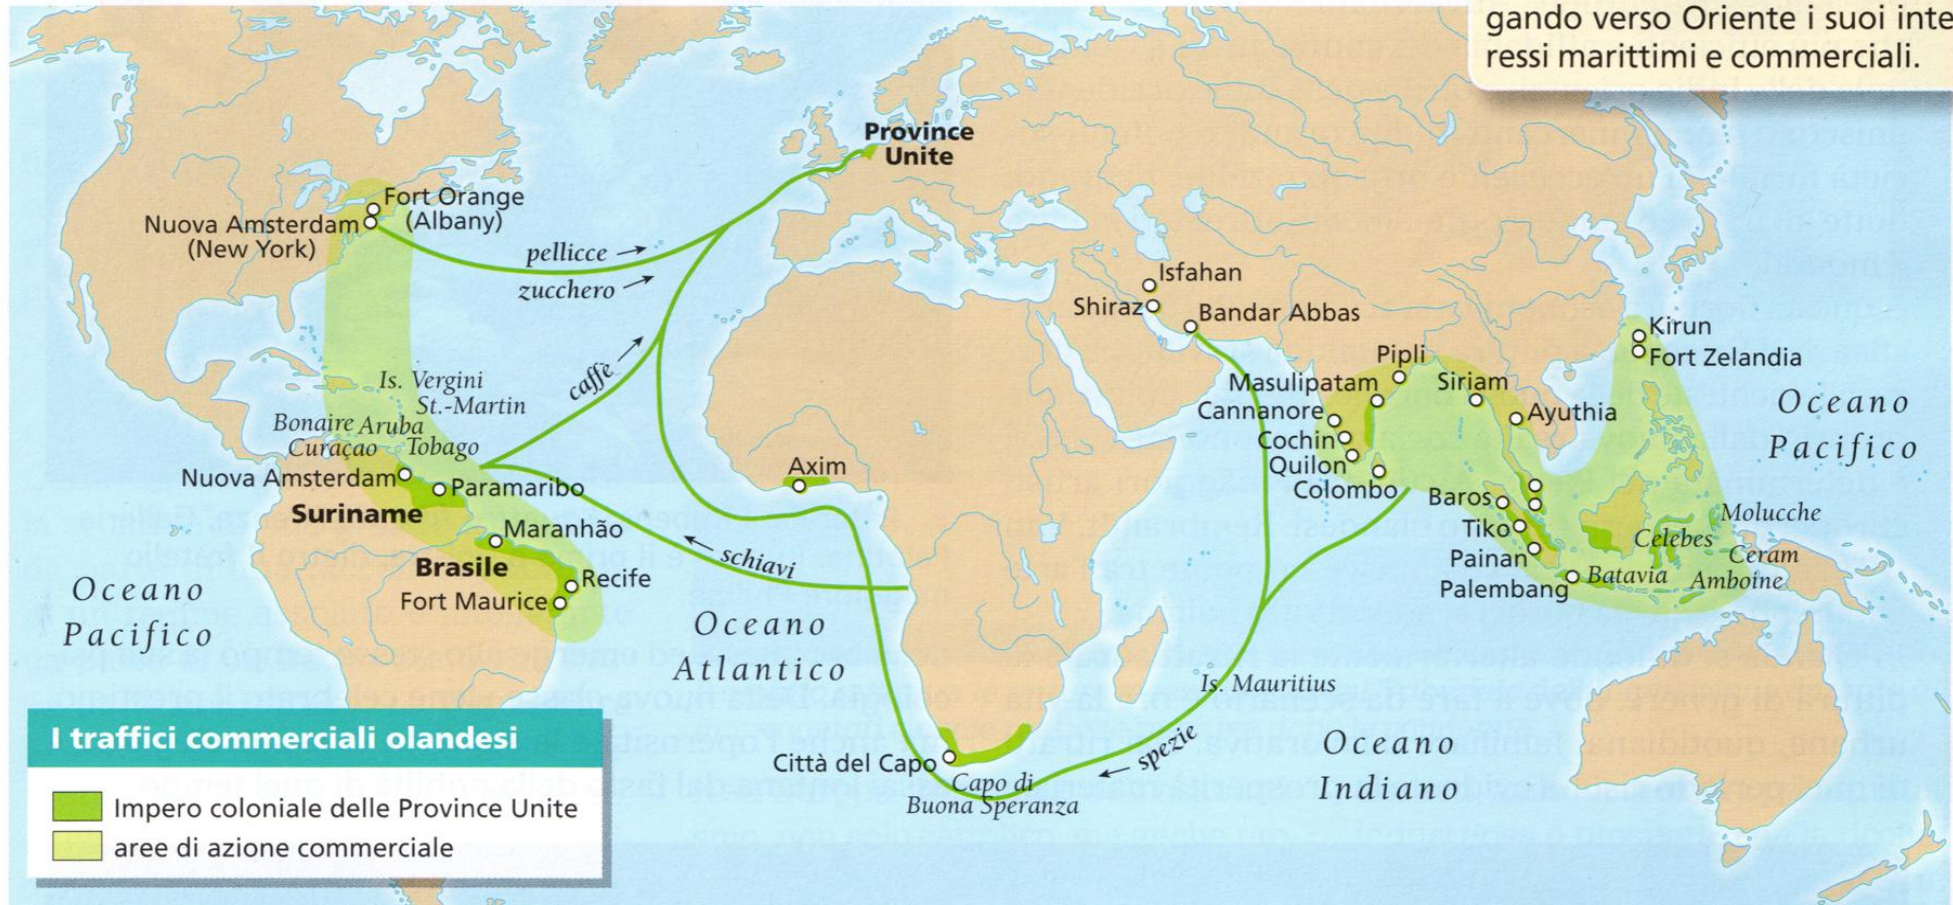 gando verso Oriente i suoi inte-
ressi marittimi e commerciali.
Province
Unite
Fort Orange
(Albany)
Nuova Amsterdam
(New York)
pellicce
zucchero
caffè
Is. Vergini
St.-Martin
Bonaire Aruba
Curaçao
Tobago
Nuova Amsterdam
Paramaribo
Suriname
Maranhão
Brasile
Recife
Fort Maurice
Oceano
Pacifico
Oceano
Atlantico
schiavi
Axim
Isfahan
Shiraz
Bandar Abbas
Pipli
Masulipatam
Siriam
Cannanore
Ayuthia
Cochin
Quilon
Colombo
Kirun
Fort Zelandia
Oceano
Pacifico
Baros
Tiko
Painan
Palembang
Batavia
Molucche
Celebes
Ceram
Amboine
Is. Mauritius
spezie
Oceano
Indiano
Città del Capo
Capo di
Buona Speranza
I traffici commerciali olandesi
Impero coloniale delle Province Unite
aree di azione commerciale